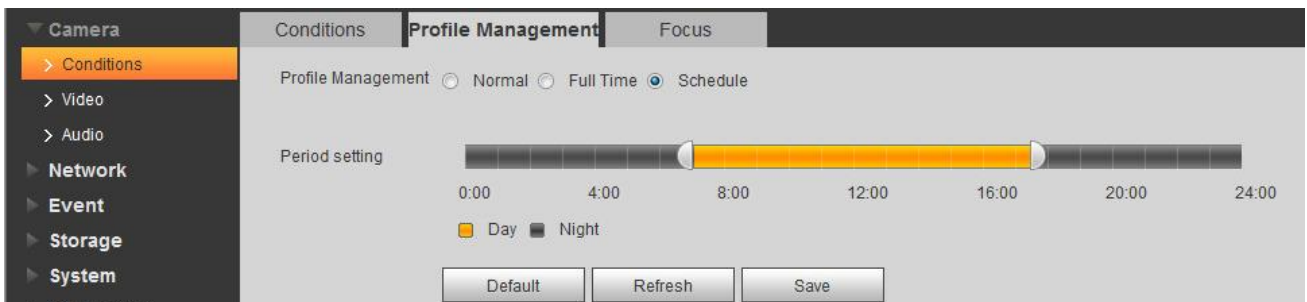 Camera
Conditions
Video
Audio
Network
Event
Storage
System
Conditions Profile Management Focus
Profile Management Normal Full Time Schedule
Period setting
0:00 4:00 8:00 12:00 16:00 20:00 24:00
Day Night
Default Refresh Save